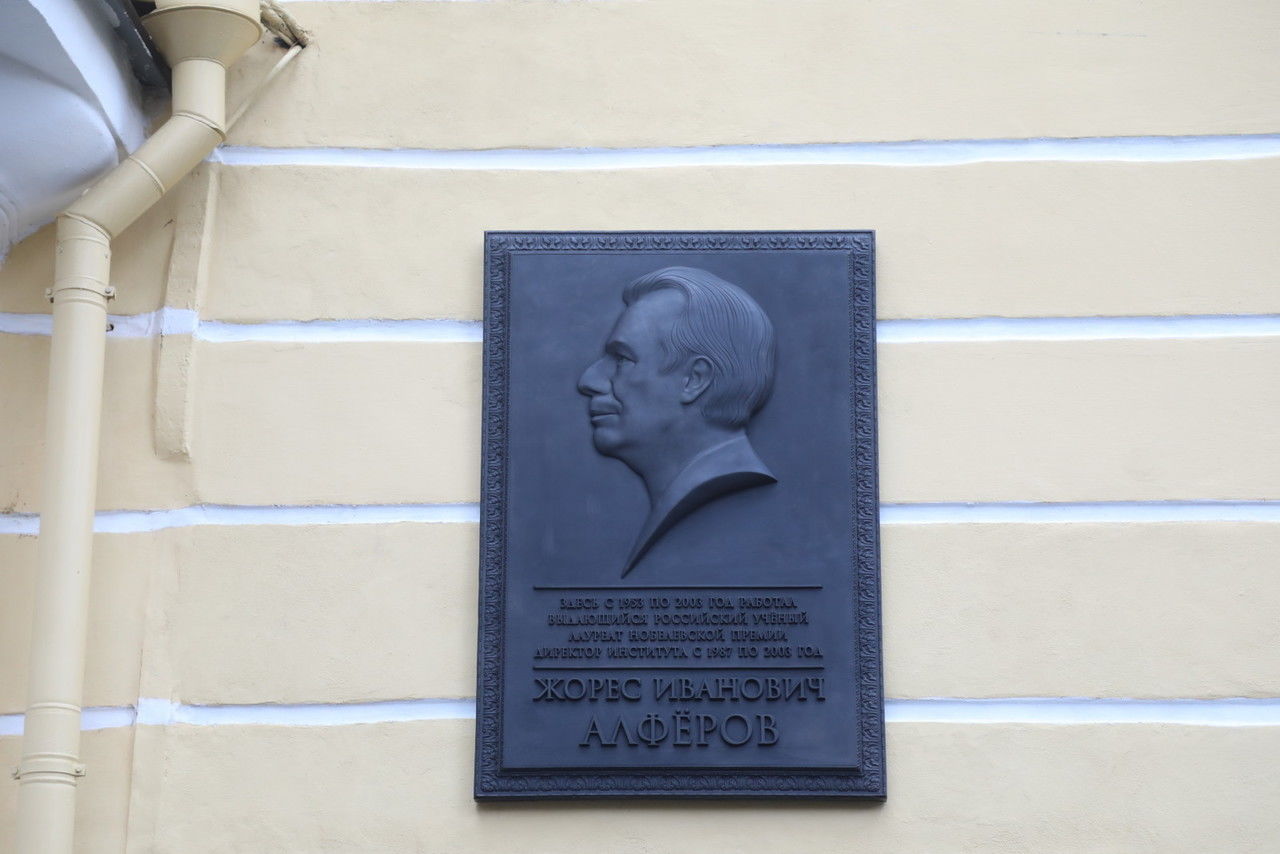 ЗДЕСЬ С 1953 ПО 2003 ГОД РАБОТАЛ
ВЫДАЮЩИЙСЯ РОССИЙСКИЙ УЧЁНЫЙ
ЛАУРЕАТ НОБЕЛЕВСКОЙ ПРЕМИИ
ДИРЕКТОР ИНСТИТУТА С 1987 ПО 2003 ГОД
ЖОРЕС ИВАНОВИЧ
АЛФЁРОВ